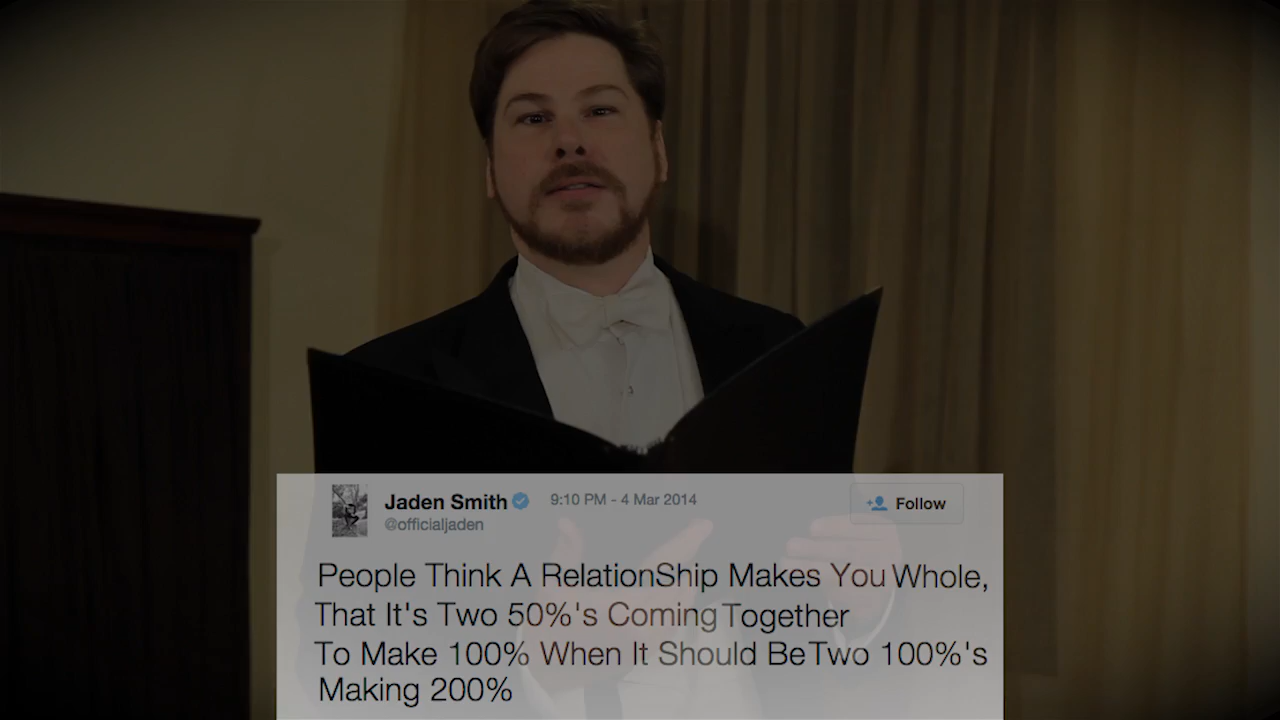 Jaden Smith 9:10 PM - 4 Mar 2014 Follow
@officialjaden
People Think A RelationShip Makes You Whole,
That It's Two 50%'s Coming Together
To Make 100% When It Should Be Two 100%'s
Making 200%